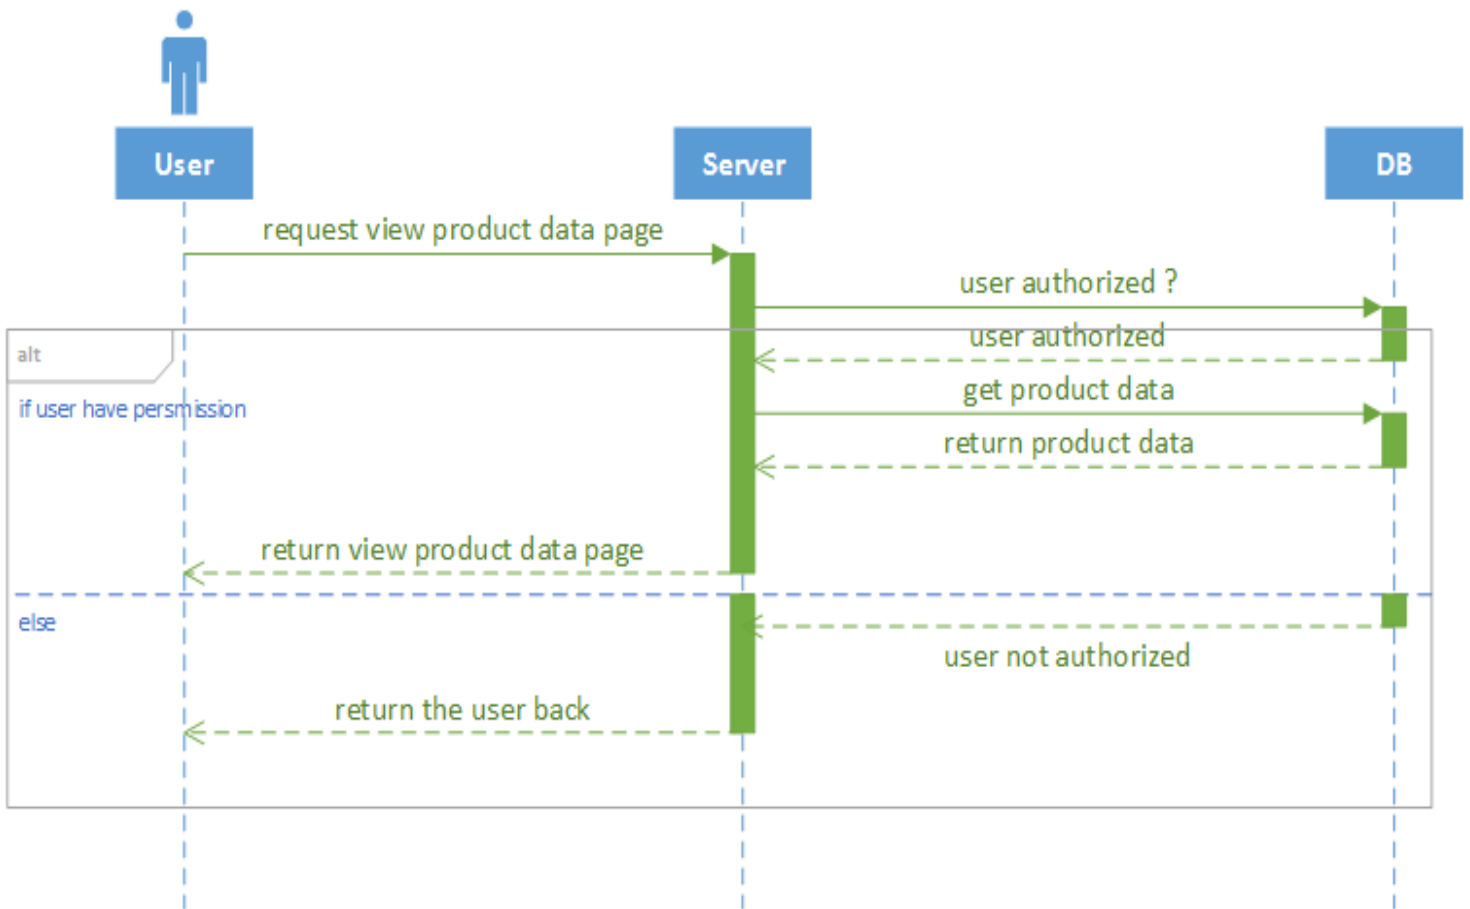 User
Server
DB
request view product data page
user authorized ?
user authorized
alt
get product data
if user have persmission
return product data
return view product data page
else
user not authorized
return the user back